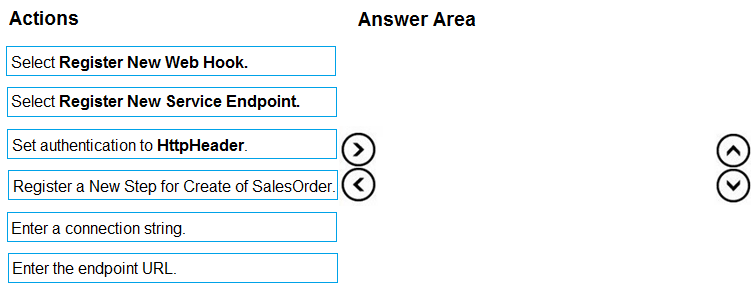 Actions
Answer Area
Select Register New Web Hook.
Select Register New Service Endpoint.
Set authentication to HttpHeader.
Register a New Step for Create of SalesOrder.
Enter a connection string.
Enter the endpoint URL.